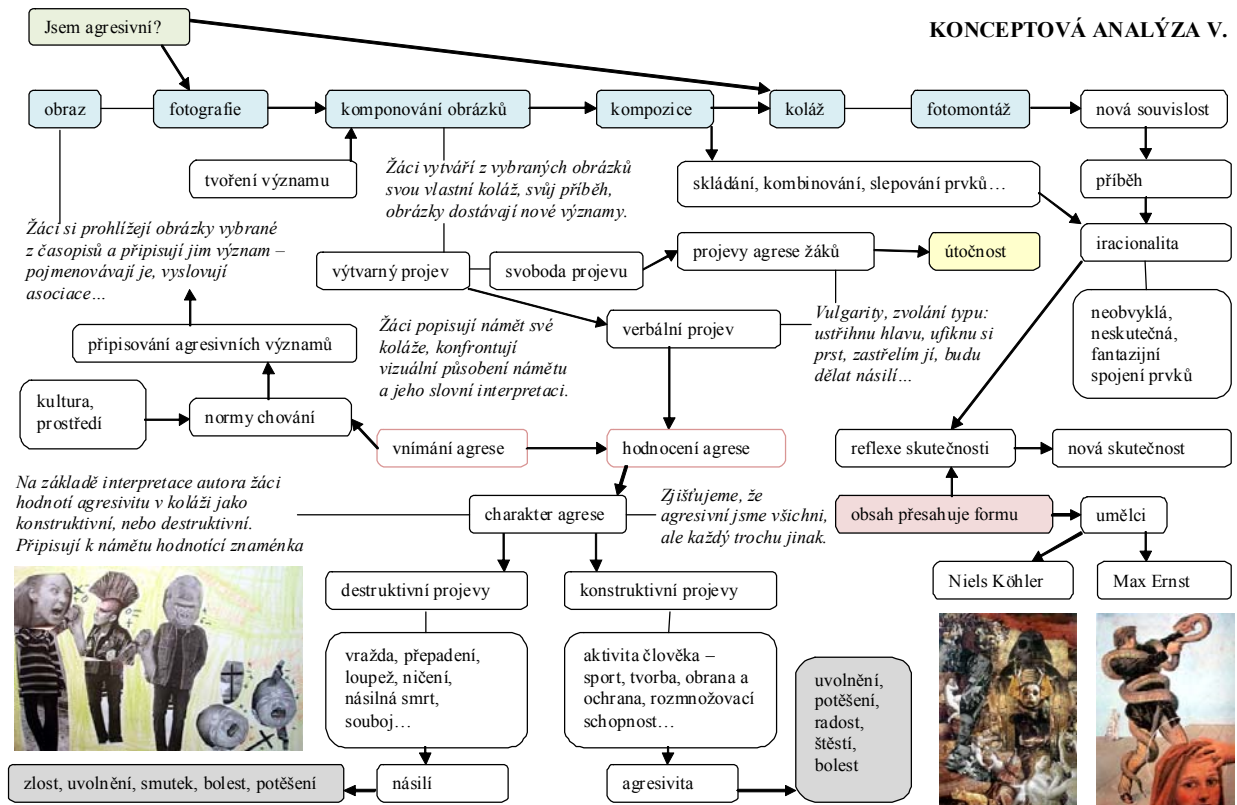 Jsem agresivní?
KONCEPTOVÁ ANALÝZA V.
obraz
fotografie
komponování obrázků
kompozice
koláž
fotomontáž
nová souvislost
tvoření významu
Žáci vytváří z vybraných obrázků
svou vlastní koláž, svůj příběh,
obrázky dostávají nové významy.
skládání, kombinování, slepování prvků…
příběh
Žáci si prohlížejí obrázky vybrané
z časopisů a připisují jim význam –
pojmenovávají je, vyslovují
asociace…
výtvarný projev
svoboda projevu
projevy agrese žáků
útočnost
iracionalita
neobvyklá,
neskutečná,
fantazijní
spojení prvků
připisování agresivních významů
Žáci popisují námět své
koláže, konfrontují
vizuální působení námětu
a jeho slovní interpretaci.
verbální projev
Vulgarity, zvolání typu:
ustřihnu hlavu, ufiknu si
prst, zastřelím jí, budu
dělat násilí…
kultura,
prostředí
normy chování
vnímání agrese
hodnocení agrese
reflexe skutečnosti
nová skutečnost
Na základě interpretace autora žáci
hodnotí agresivitu v koláži jako
konstruktivní, nebo destruktivní.
Připisují k námětu hodnotící znaménka
charakter agrese
Zjišťujeme, že
agresivní jsme všichni,
ale každý trochu jinak.
obsah přesahuje formu
umělci
destruktivní projevy
konstruktivní projevy
Niels Köhler
Max Ernst
vražda, přepadení,
loupež, ničení,
násilná smrt,
souboj…
aktivita člověka –
sport, tvorba, obrana a
ochrana, rozmnožovací
schopnost…
uvolnění,
potěšení,
radost,
štěstí,
bolest
zlost, uvolnění, smutek, bolest, potěšení
násilí
agresivita